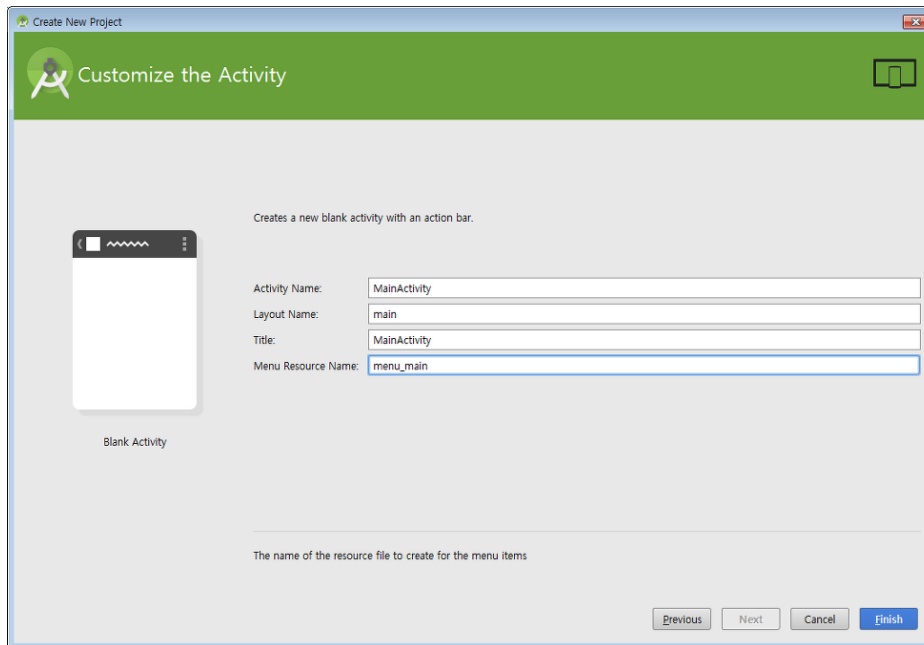 Create New Project
Customize the Activity
Creates a new blank activity with an action bar.
Activity Name: MainActivity
Layout Name: main
Title: MainActivity
Menu Resource Name: menu_main
Blank Activity
The name of the resource file to create for the menu items
Previous Next Cancel Finish